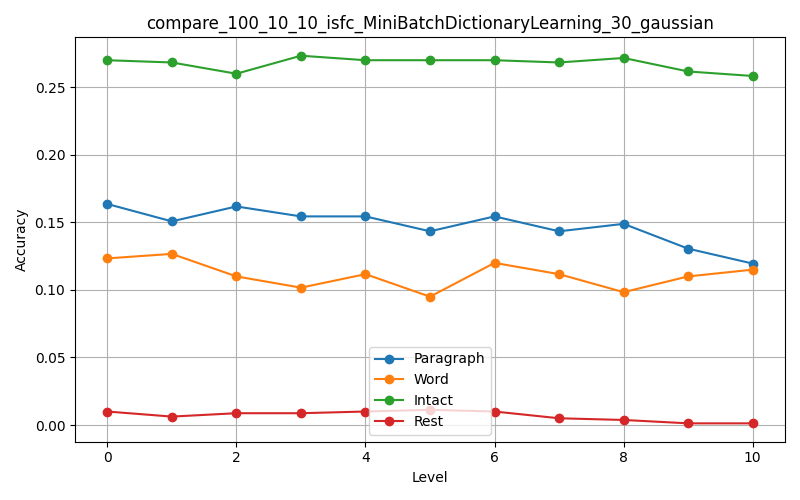 compare_100_10_10_isfc_MiniBatchDictionaryLearning_30_gaussian
Accuracy
0.25
0.20
0.15
0.10
0.05
0.00
Paragraph
Word
Intact
Rest
0 2 4 6 8 10
Level